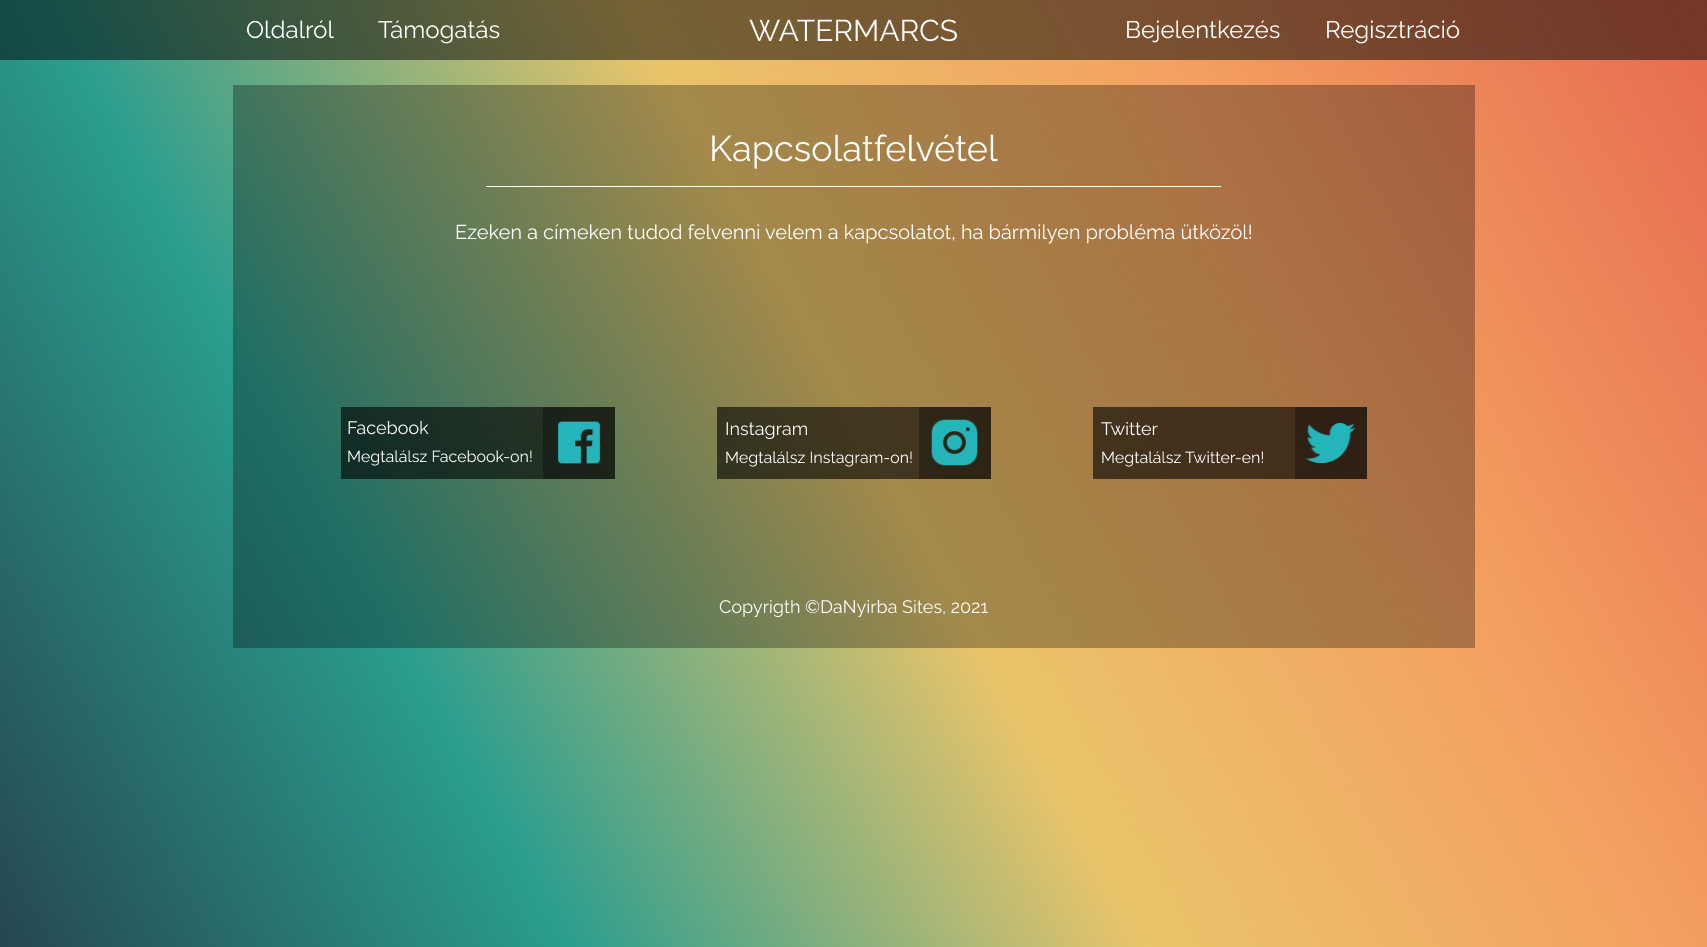 Oldalról Támogatás WATERMARCS Bejelentkezés Regisztráció
Kapcsolatfelvétel
Ezeken a címeken tudod felvenni velem a kapcsolatot, ha bármilyen probléma ütközöl!
Facebook
Megtalálsz Facebook-on!
Instagram
Megtalálsz Instagram-on!
Twitter
Megtalálsz Twitter-en!
Copyrigth ©DaNyirba Sites, 2021